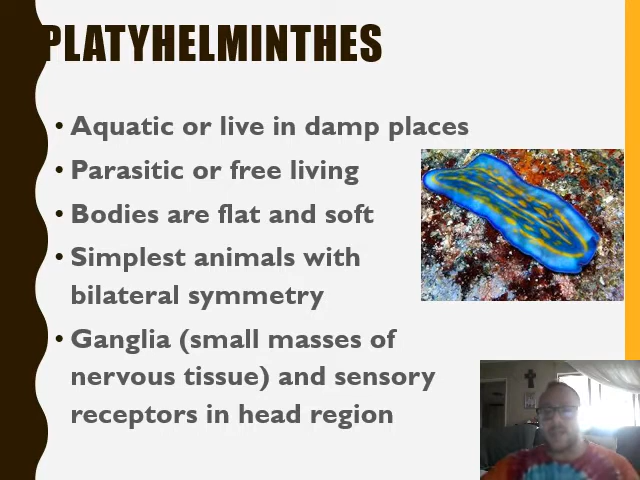 PLATYHELMINTHES
• Aquatic or live in damp places
• Parasitic or free living
• Bodies are flat and soft
• Simplest animals with
bilateral symmetry
• Ganglia (small masses of
nervous tissue) and sensory
receptors in head region